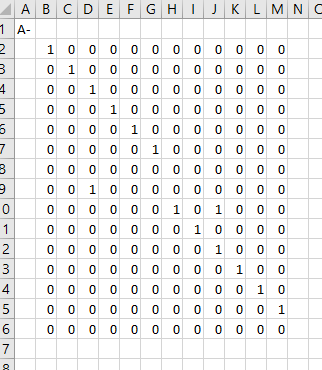 A B C D E F G H I J K L M N O
1 A-
2 1 0 0 0 0 0 0 0 0 0 0 0
3 0 1 0 0 0 0 0 0 0 0 0 0
4 0 0 1 0 0 0 0 0 0 0 0 0
5 0 0 0 1 0 0 0 0 0 0 0 0
6 0 0 0 0 1 0 0 0 0 0 0 0
7 0 0 0 0 0 1 0 0 0 0 0 0
8 0 0 0 0 0 0 0 0 0 0 0 0
9 0 0 1 0 0 0 0 0 0 0 0 0
0 0 0 0 0 0 0 1 0 1 0 0 0
1 0 0 0 0 0 0 0 1 0 0 0 0
2 0 0 0 0 0 0 0 0 1 0 0 0
3 0 0 0 0 0 0 0 0 0 1 0 0
4 0 0 0 0 0 0 0 0 0 0 1 0
5 0 0 0 0 0 0 0 0 0 0 0 1
6 0 0 0 0 0 0 0 0 0 0 0 0
7
8